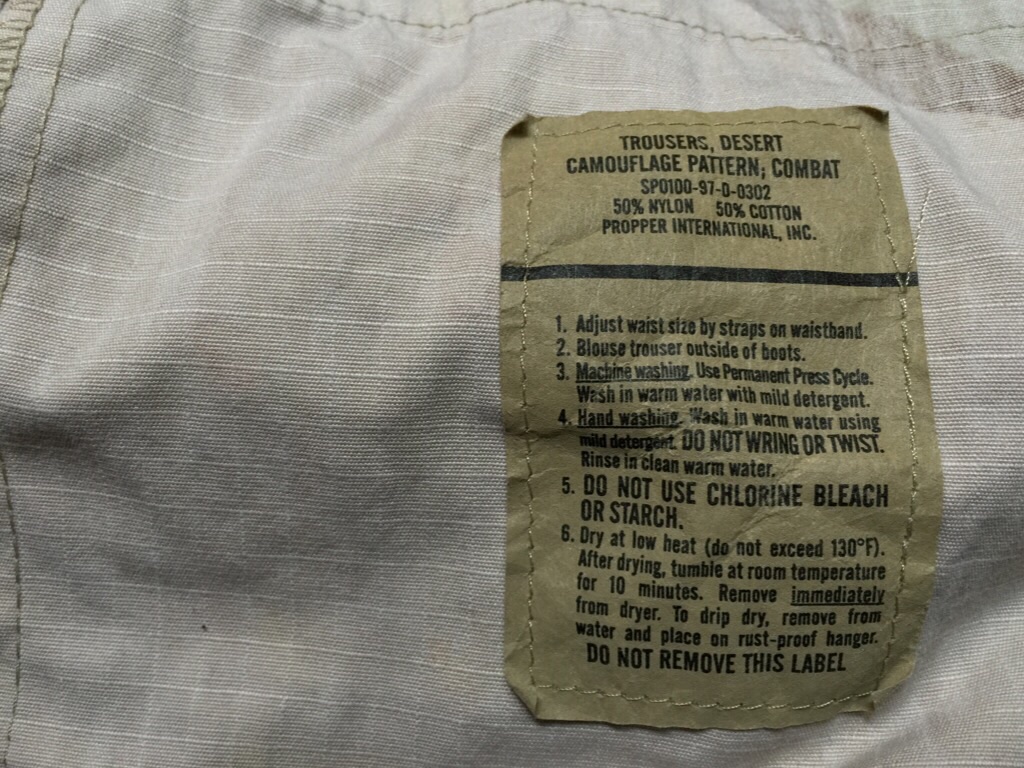 TROUSERS, DESERT
CAMOUFLAGE PATTERN; COMBAT
SPO100-97-D-0302
50% NYLON 50% COTTON
PROPPER INTERNATIONAL, INC.
1. Adjust waist size by straps on waistband.
2. Blouse trouser outside of boots.
3. Machine washing. Use Permanent Press Cycle.
Wash in warm water with mild detergent.
4. Hand washing. Wash in warm water using
mild detergent. DO NOT WRING OR TWIST.
Rinse in clean warm water.
5. DO NOT USE CHLORINE BLEACH
OR STARCH.
6. Dry at low heat (do not exceed 130°F).
After drying, tumble at room temperature
for 10 minutes. Remove immediately
from dryer. To drip dry, remove from
water and place on rust-proof hanger.
DO NOT REMOVE THIS LABEL